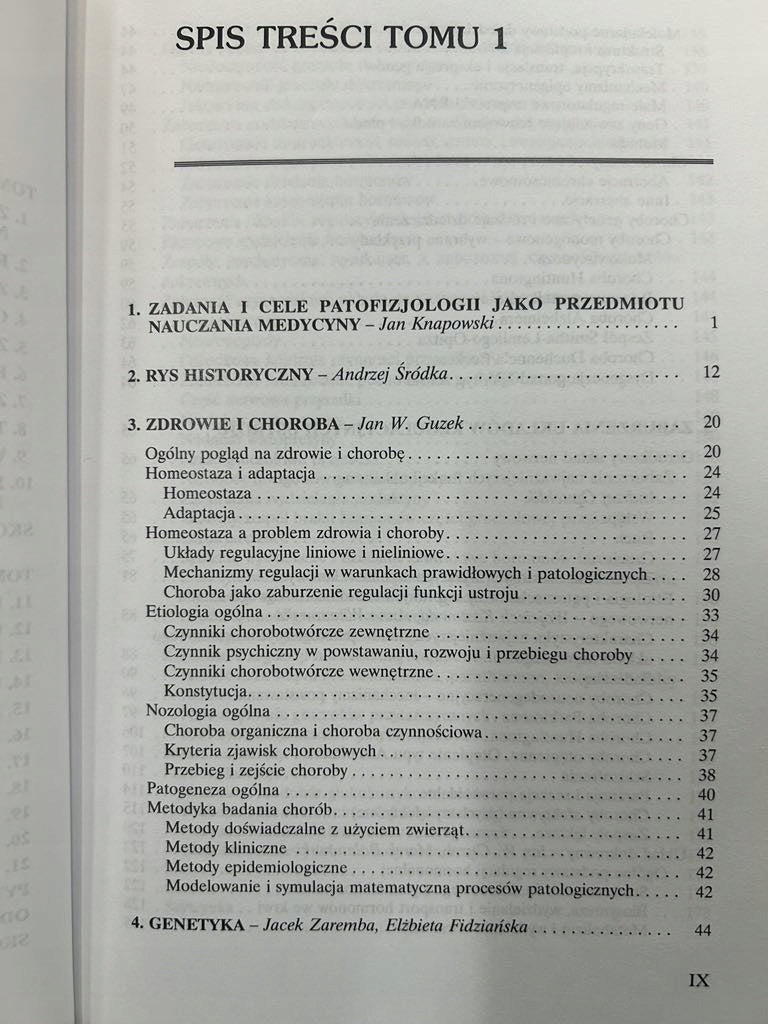 SPIS TREŚCI TOMU 1
1. ZADANIA I CELE PATOFIZJOLOGII JAKO PRZEDMIOTU
NAUCZANIA MEDYCYNY – Jan Knapowski . . . . . . . . . . . . . . . . . . . 1
2. RYS HISTORYCZNY – Andrzej Śródka. . . . . . . . . . . . . . . . . . . . . . . . 12
3. ZDROWIE I CHOROBA – Jan W. Guzek . . . . . . . . . . . . . . . . . . . . . . 20
Ogólny pogląd na zdrowie i chorobę . . . . . . . . . . . . . . . . . . . . . . . . . . . . 20
Homeostaza i adaptacja . . . . . . . . . . . . . . . . . . . . . . . . . . . . . . . . . . . . 24
Homeostaza . . . . . . . . . . . . . . . . . . . . . . . . . . . . . . . . . . . . . . . . . . 24
Adaptacja. . . . . . . . . . . . . . . . . . . . . . . . . . . . . . . . . . . . . . . . . . . . 25
Homeostaza a problem zdrowia i choroby. . . . . . . . . . . . . . . . . . . . . . . . 27
Układy regulacyjne liniowe i nieliniowe. . . . . . . . . . . . . . . . . . . . . . . . 27
Mechanizmy regulacji w warunkach prawidłowych i patologicznych . . . . 28
Choroba jako zaburzenie regulacji funkcji ustroju . . . . . . . . . . . . . . . . . 30
Etiologia ogólna . . . . . . . . . . . . . . . . . . . . . . . . . . . . . . . . . . . . . . . . . . 33
Czynniki chorobotwórcze zewnętrzne . . . . . . . . . . . . . . . . . . . . . . . . . 34
Czynnik psychiczny w powstawaniu, rozwoju i przebiegu choroby . . . . . 34
Czynniki chorobotwórcze wewnętrzne . . . . . . . . . . . . . . . . . . . . . . . . . 35
Konstytucja. . . . . . . . . . . . . . . . . . . . . . . . . . . . . . . . . . . . . . . . . . . 35
Nozologia ogólna . . . . . . . . . . . . . . . . . . . . . . . . . . . . . . . . . . . . . . . . . 37
Choroba organiczna i choroba czynnościowa. . . . . . . . . . . . . . . . . . . . 37
Kryteria zjawisk chorobowych . . . . . . . . . . . . . . . . . . . . . . . . . . . . . . 37
Przebieg i zejście choroby . . . . . . . . . . . . . . . . . . . . . . . . . . . . . . . . . 38
Patogeneza ogólna . . . . . . . . . . . . . . . . . . . . . . . . . . . . . . . . . . . . . . . . 40
Metodyka badania chorób. . . . . . . . . . . . . . . . . . . . . . . . . . . . . . . . . . . 41
Metody doświadczalne z użyciem zwierząt. . . . . . . . . . . . . . . . . . . . . . 41
Metody kliniczne . . . . . . . . . . . . . . . . . . . . . . . . . . . . . . . . . . . . . . . 42
Metody epidemiologiczne . . . . . . . . . . . . . . . . . . . . . . . . . . . . . . . . . 42
Modelowanie i symulacja matematyczna procesów patologicznych. . . . . 42
4. GENETYKA – Jacek Zaremba, Elżbieta Fidziańska . . . . . . . . . . . . . . . 44
IX